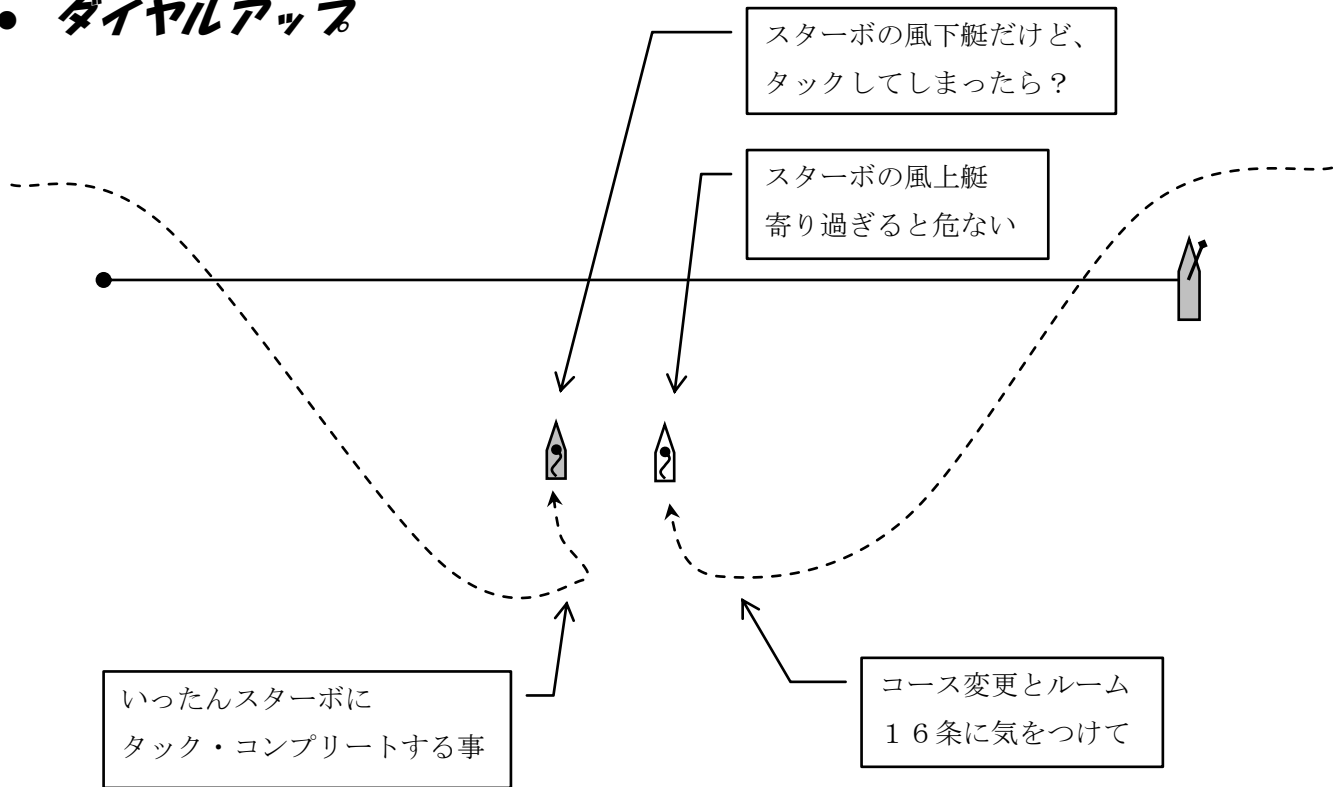 • ダイヤルアップ
スターボの風下艇だけど、
タックしてしまったら？
スターボの風上艇
寄り過ぎると危ない
いったんスターボに
タック・コンプリートする事
コース変更とルーム
１６条に気をつけて